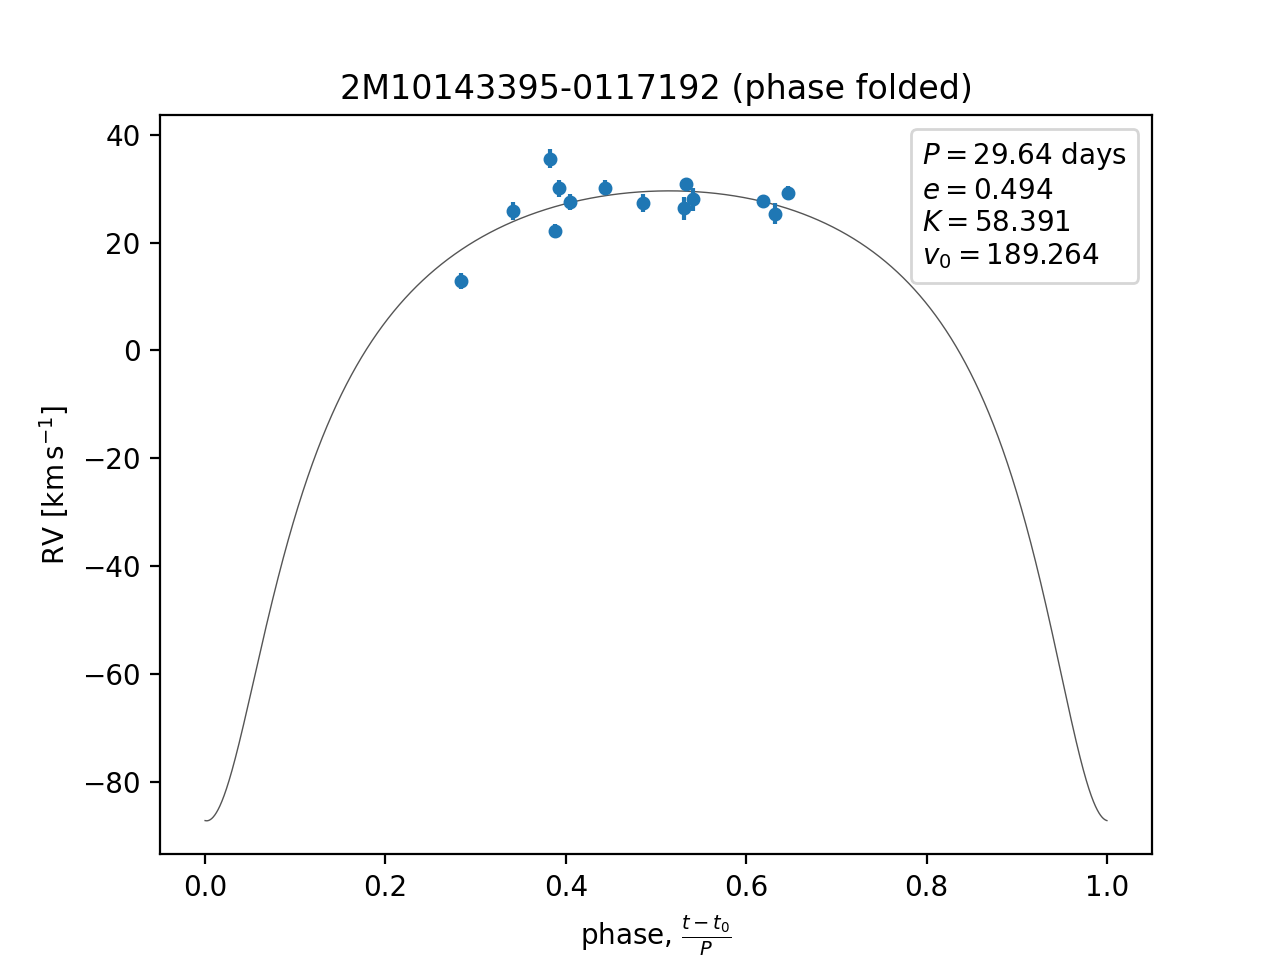 2M10143395-0117192 (phase folded)
P = 29.64 days
e = 0.494
K = 58.391
v₀ = 189.264
RV [km s⁻¹]
40
20
0
−20
−40
−60
−80
0.0 0.2 0.4 0.6 0.8 1.0
phase, (t − t₀)/P